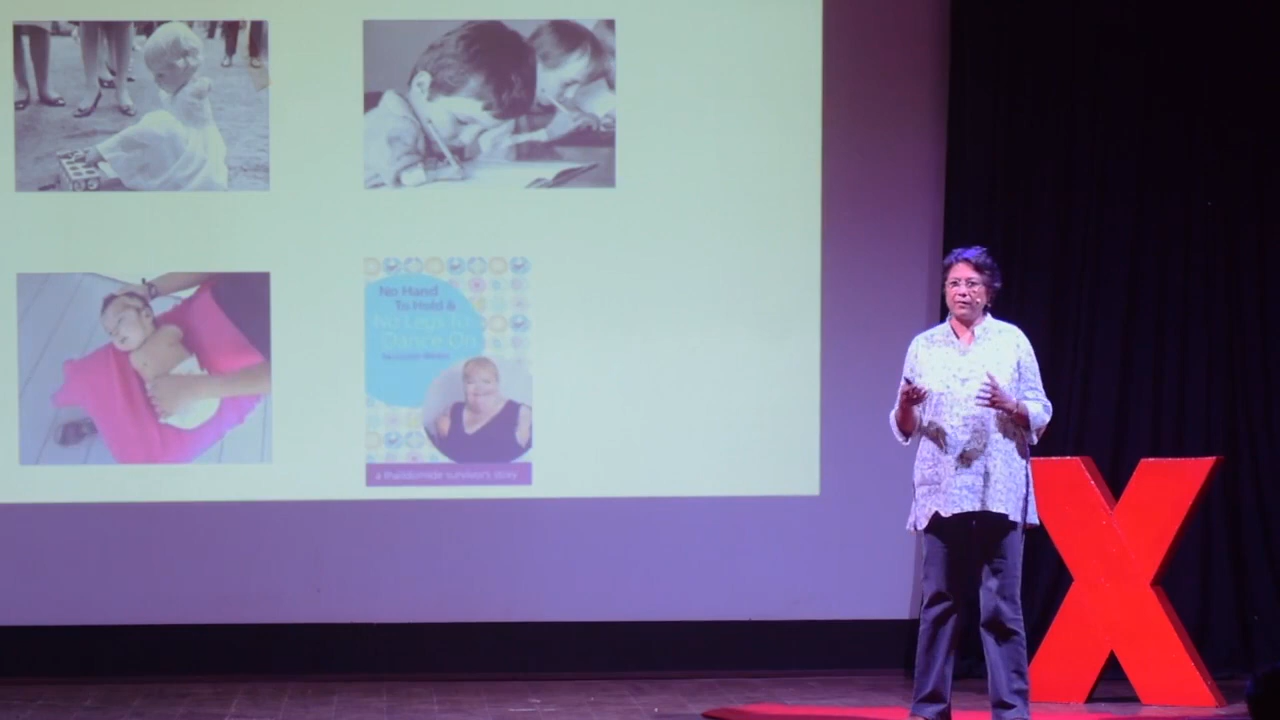 No Hand
To Hold &
No Legs to
Dance On
a thalidomide survivor's story
X